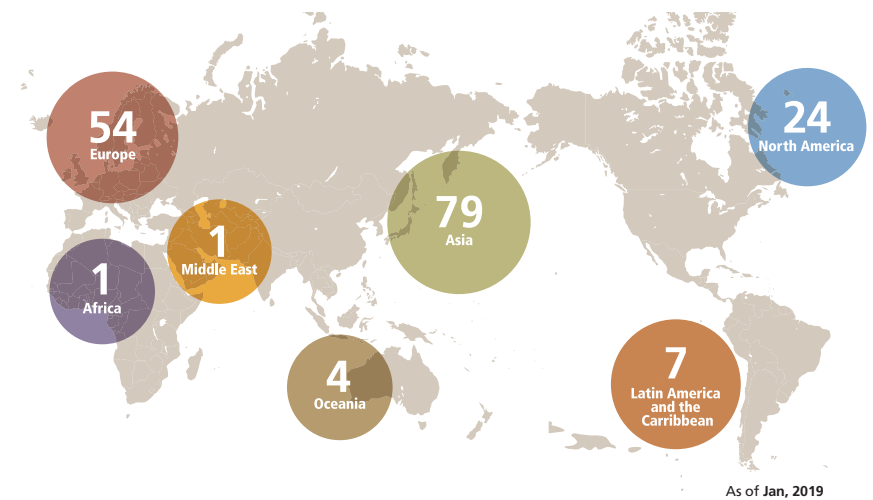 54
Europe
24
North America
79
Asia
1
Middle East
1
Africa
4
Oceania
7
Latin America
and the
Carribbean
As of Jan, 2019